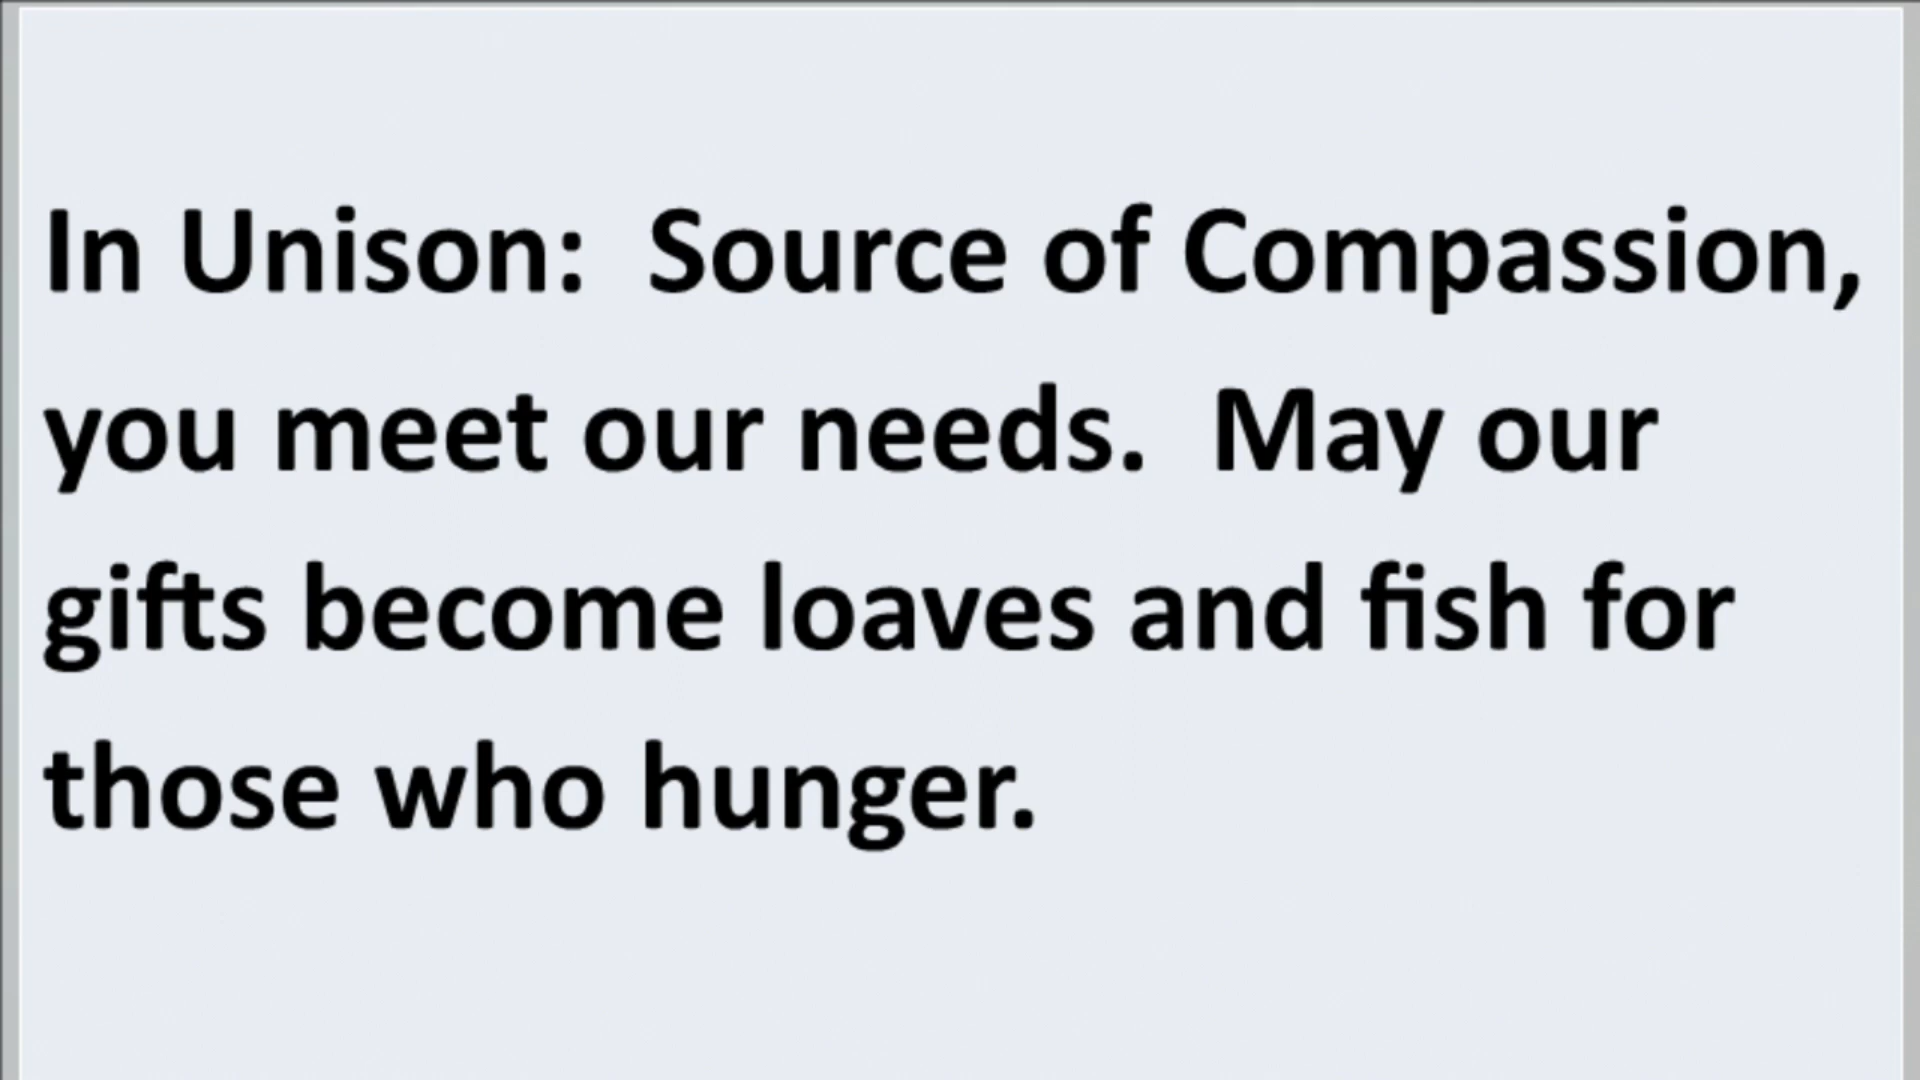 In Unison:  Source of Compassion,
you meet our needs.  May our
gifts become loaves and fish for
those who hunger.